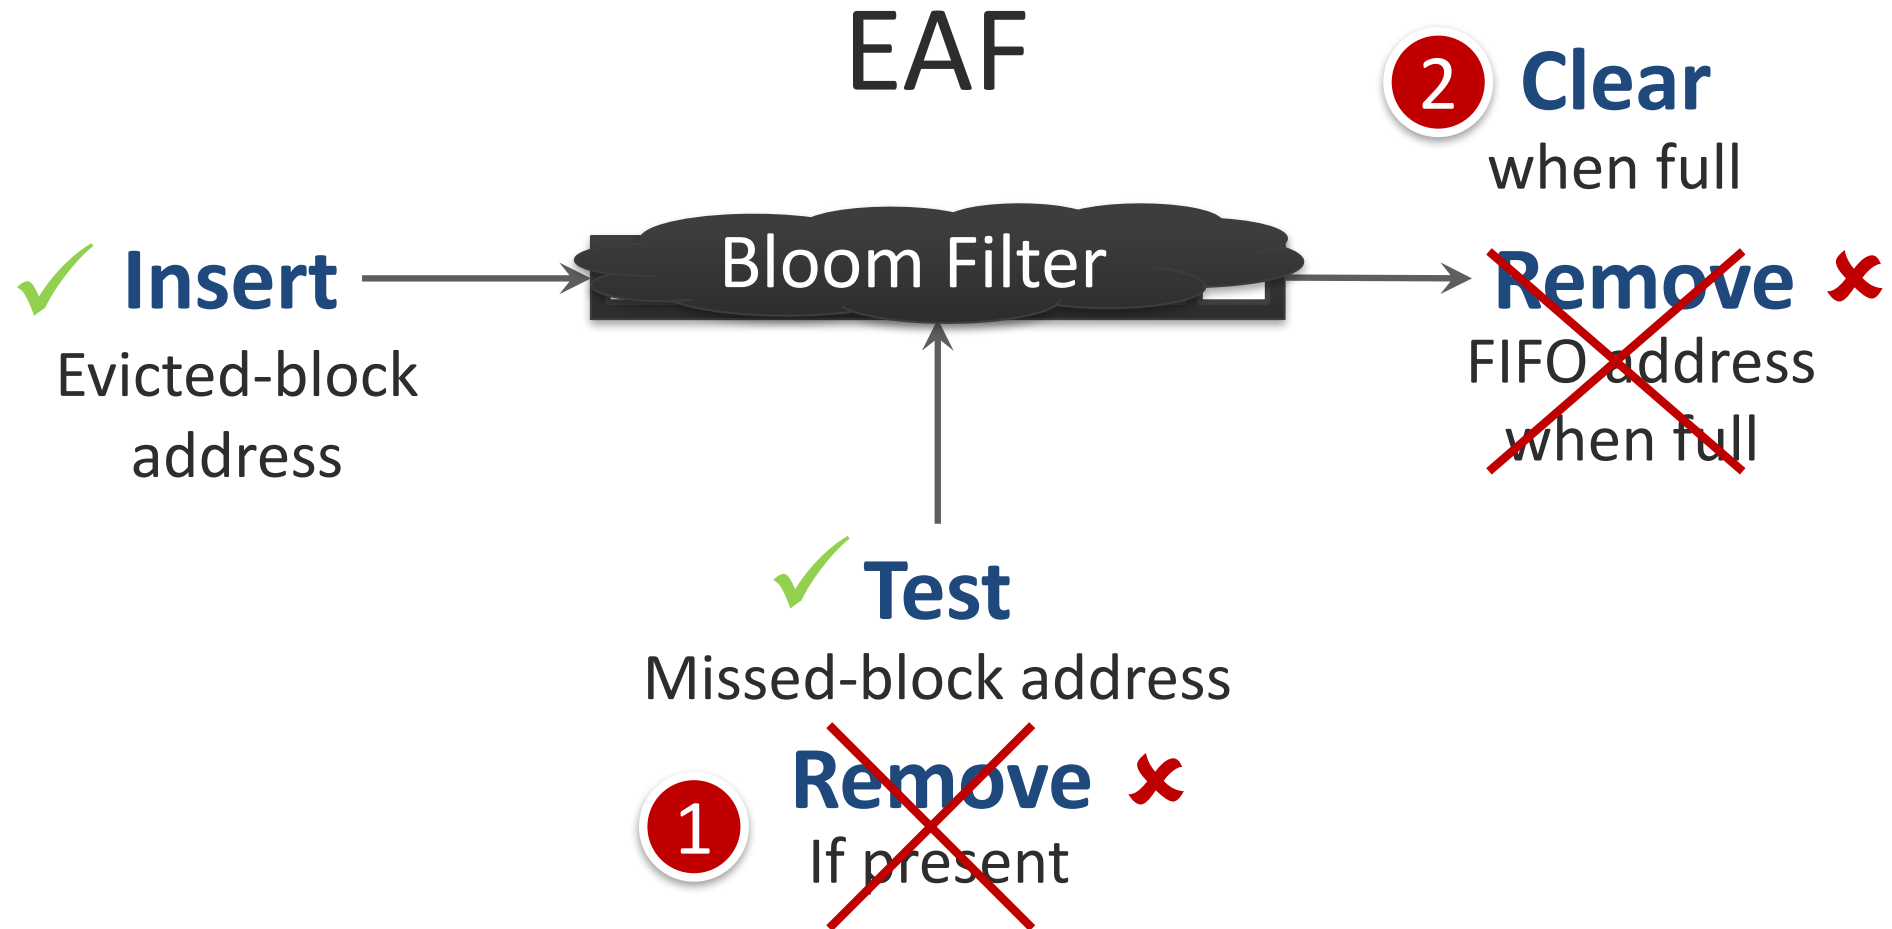 EAF
2 Clear
when full
Bloom Filter
Insert
Evicted-block
address
Remove
FIFO address
when full
Test
Missed-block address
1 Remove
If present